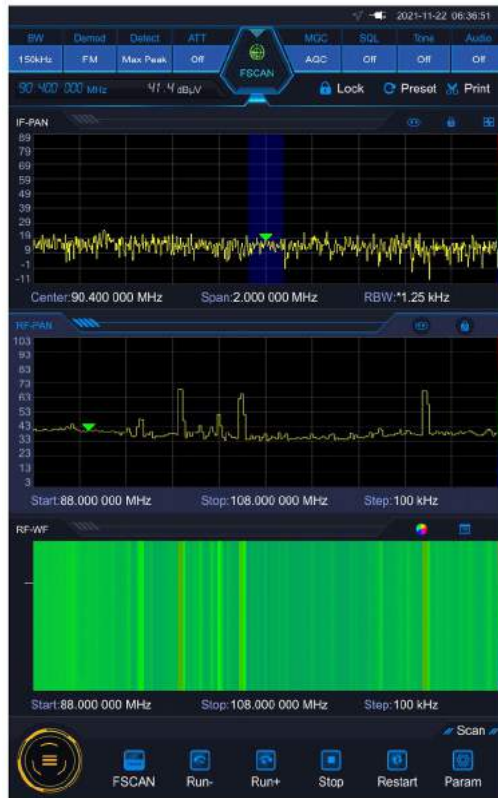 2021-11-22 06:36:51
BW Demod Detect ATT MGC SQL Tone Audio
150kHz FM Max Peak Off FSCAN AGC Off Off Off
90.400 000 MHz 41.4 dBμV Lock Preset Print
IF-PAN
89
79
69
59
49
39
29
19
9
-1
-11
Center:90.400 000 MHz Span:2.000 000 MHz RBW:*1.25 kHz
RF-PAN
103
93
83
73
63
53
43
33
23
13
3
Start:88.000 000 MHz Stop:108.000 000 MHz Step:100 kHz
RF-WF
Start:88.000 000 MHz Stop:108.000 000 MHz Step:100 kHz
Scan
FSCAN Run- Run+ Stop Restart Param